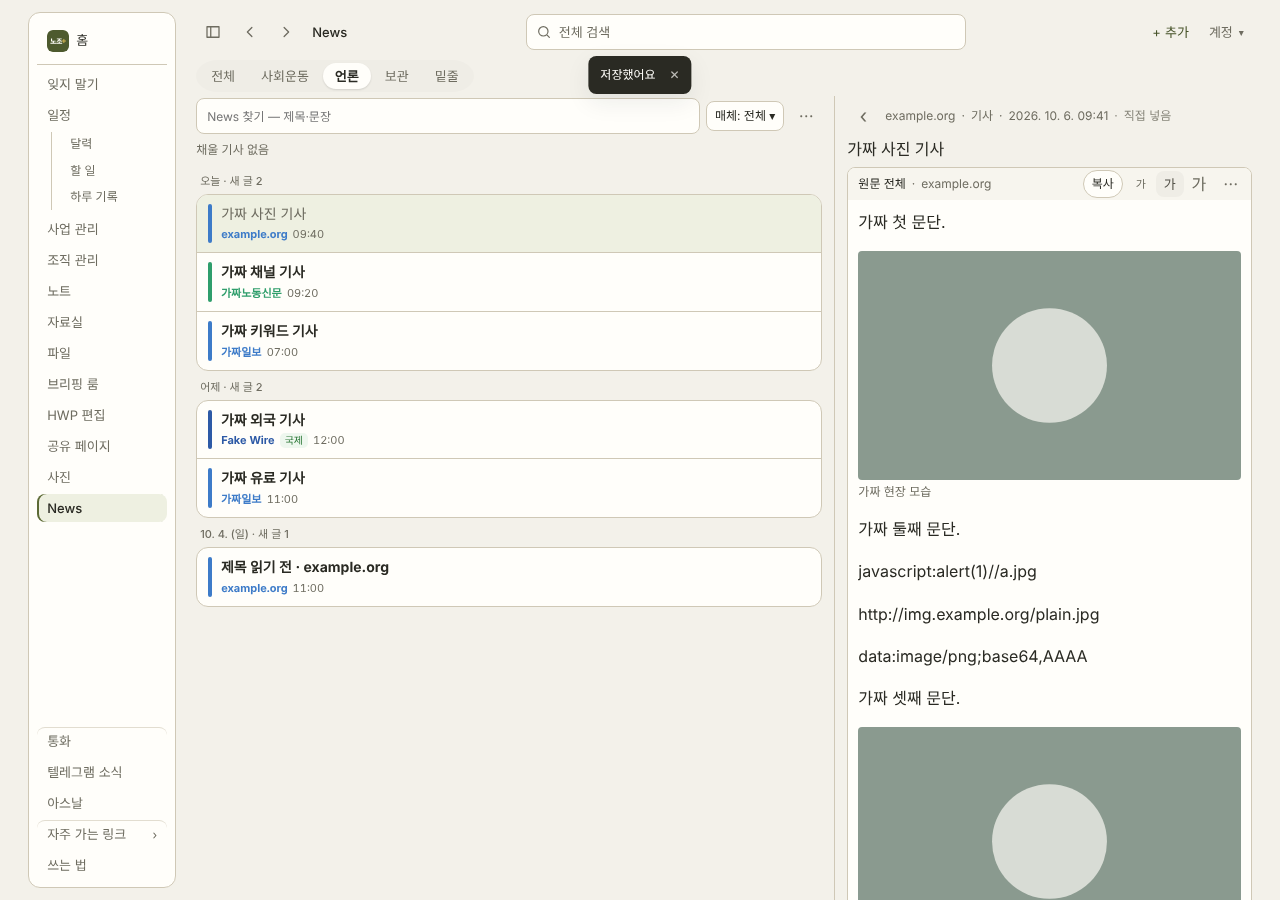 노조+ 홈
잊지 말기
일정
달력
할 일
하루 기록
사업 관리
조직 관리
노트
자료실
파일
브리핑 룸
HWP 편집
공유 페이지
사진
News
통화
텔레그램 소식
아스날
자주 가는 링크 ›
쓰는 법
News
전체 검색
+ 추가 계정 ▾
저장했어요 ✕
전체 사회운동 언론 보관 밑줄
News 찾기 — 제목·문장 매체: 전체 ▾ ⋯
채울 기사 없음
오늘 · 새 글 2
가짜 사진 기사
example.org 09:40
가짜 채널 기사
가짜노동신문 09:20
가짜 키워드 기사
가짜일보 07:00
어제 · 새 글 2
가짜 외국 기사
Fake Wire 국제 12:00
가짜 유료 기사
가짜일보 11:00
10. 4. (일) · 새 글 1
제목 읽기 전 · example.org
example.org 11:00
example.org · 기사 · 2026. 10. 6. 09:41 · 직접 넣음
가짜 사진 기사
원문 전체 · example.org 복사 가 가 가 ⋯
가짜 첫 문단.
가짜 현장 모습
가짜 둘째 문단.
javascript:alert(1)//a.jpg
http://img.example.org/plain.jpg
data:image/png;base64,AAAA
가짜 셋째 문단.